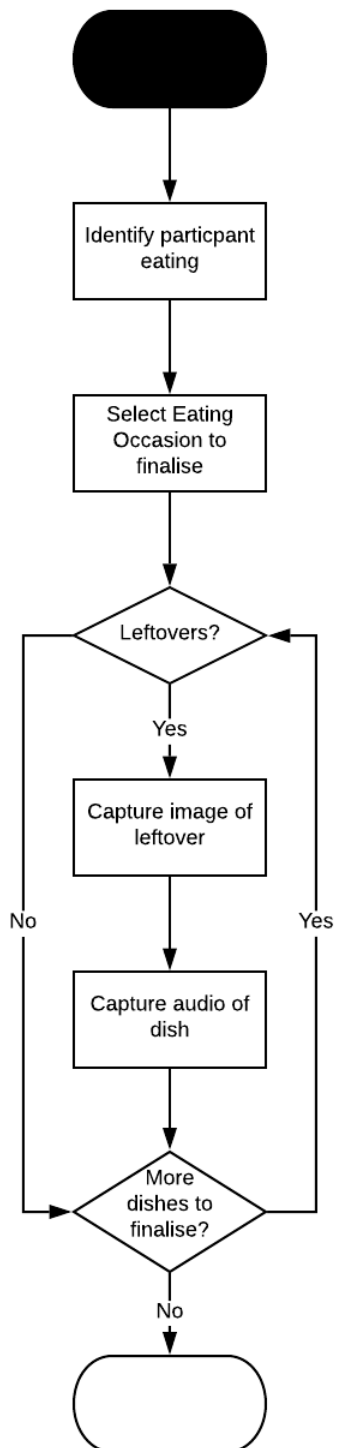 Identify particpant
eating
Select Eating
Occasion to
finalise
Leftovers?
Yes
Capture image of
leftover
No
Yes
Capture audio of
dish
More
dishes to
finalise?
No